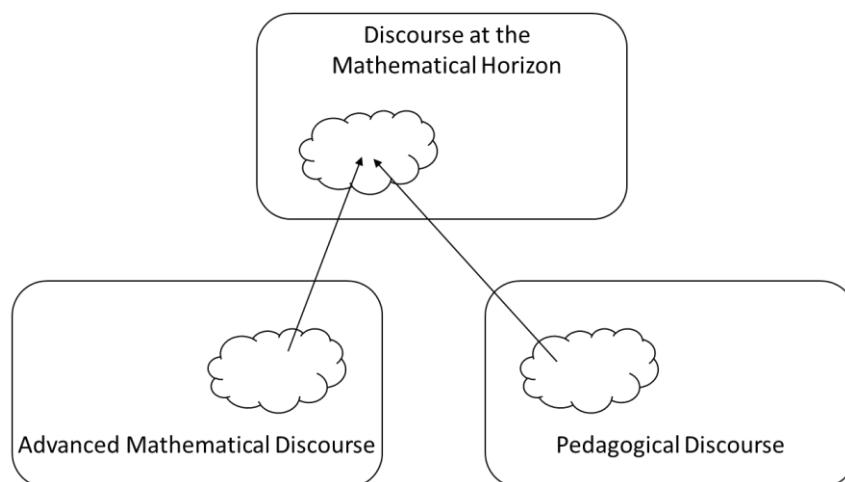 Discourse at the
Mathematical Horizon
Advanced Mathematical Discourse
Pedagogical Discourse